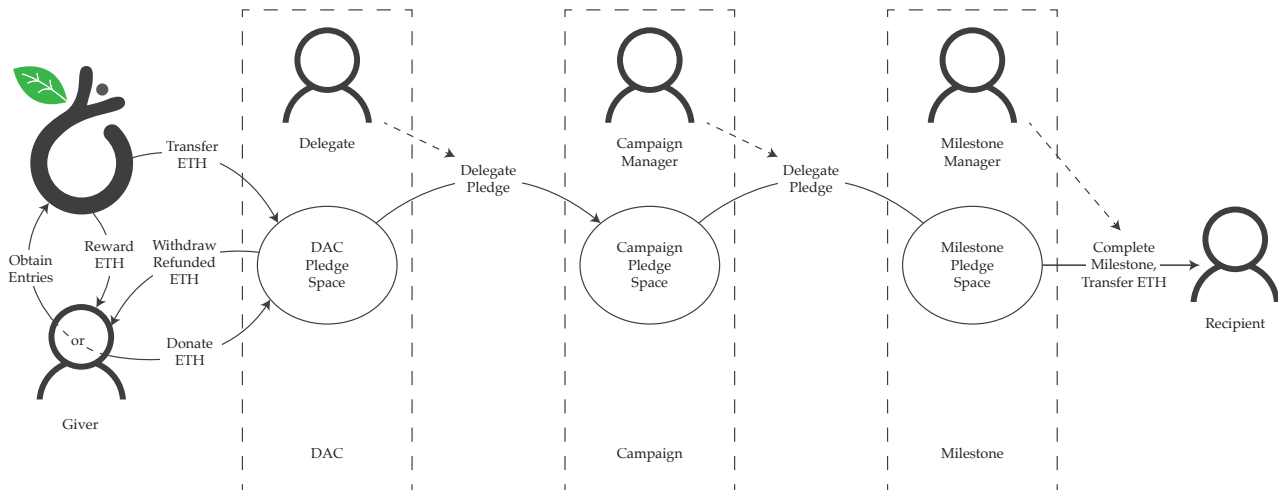 Transfer
ETH
Obtain
Entries
Reward
ETH
Withdraw
Refunded
ETH
or
Donate
ETH
Giver
Delegate
DAC
Pledge
Space
DAC
Delegate
Pledge
Campaign
Manager
Campaign
Pledge
Space
Campaign
Delegate
Pledge
Milestone
Manager
Milestone
Pledge
Space
Milestone
Complete
Milestone,
Transfer ETH
Recipient